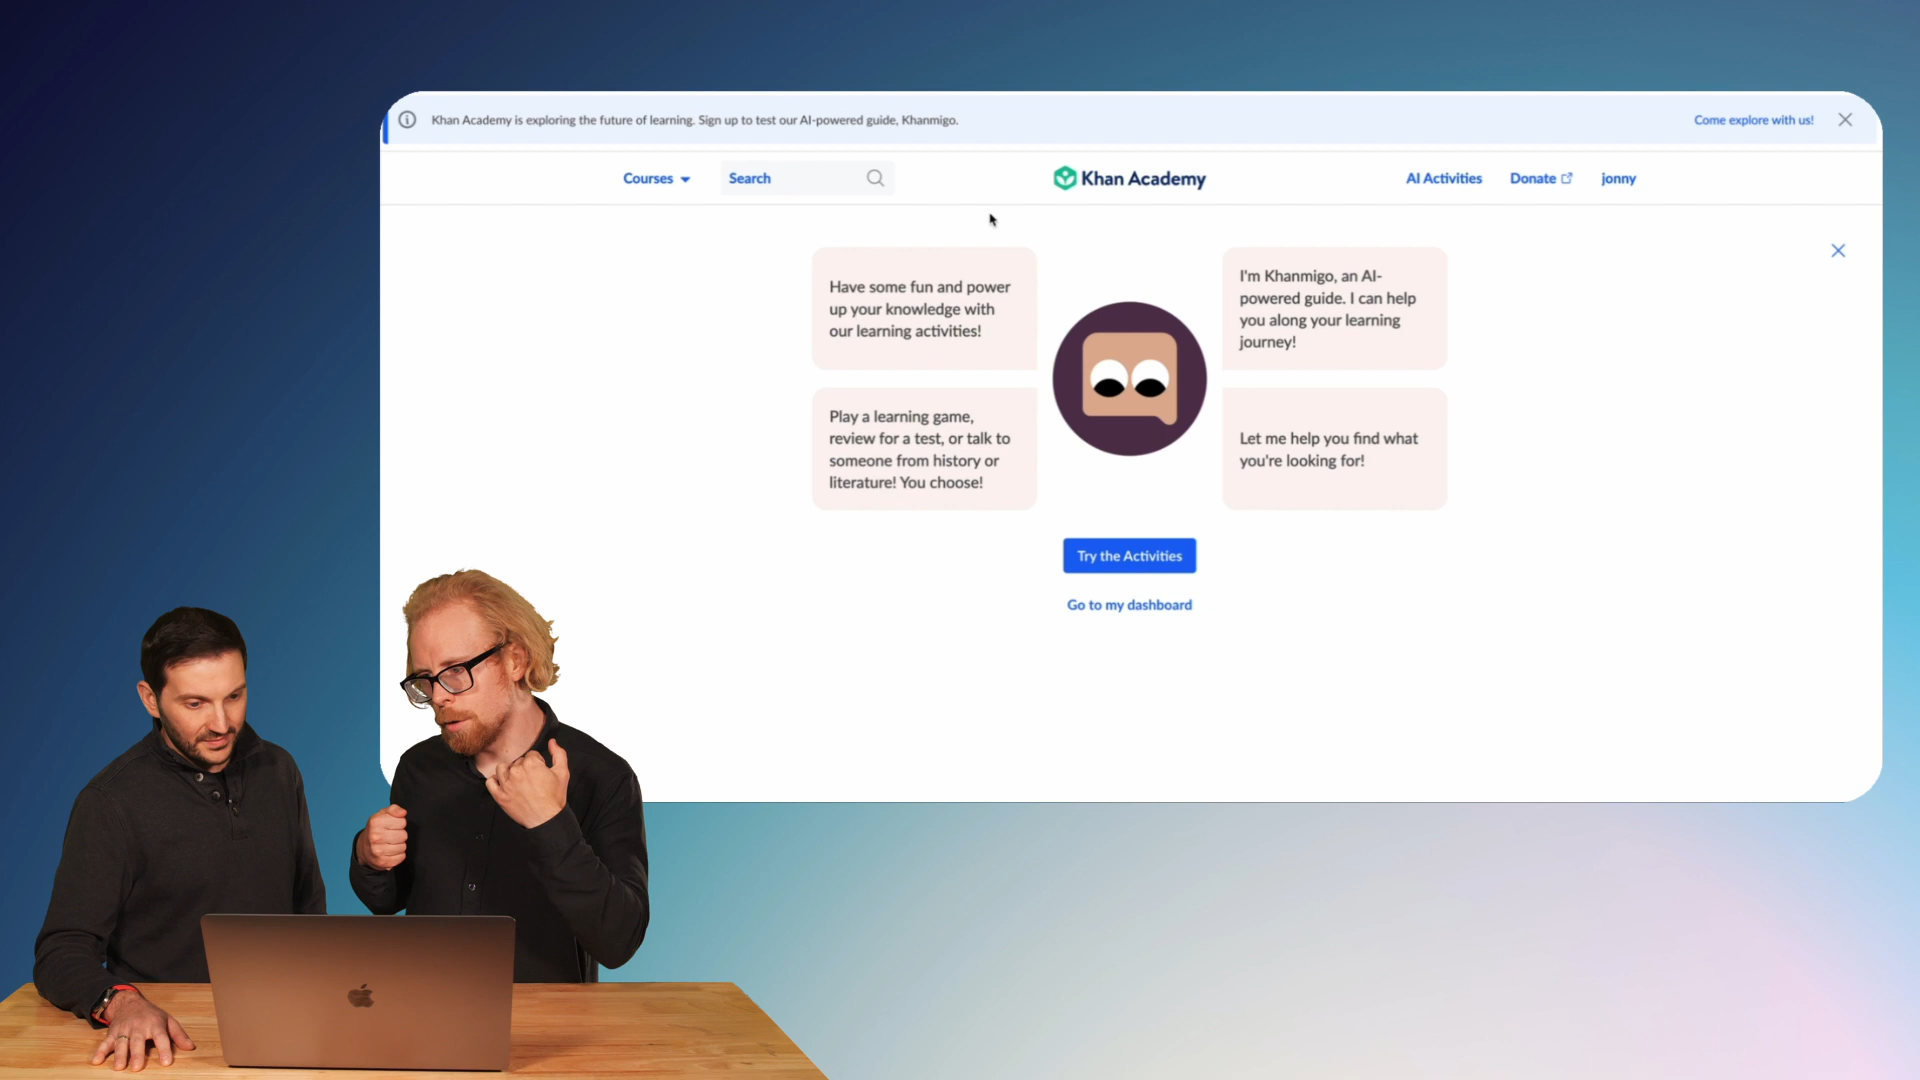 Khan Academy is exploring the future of learning. Sign up to test our AI-powered guide, Khanmigo.
Come explore with us!
Courses
Search
Khan Academy
AI Activities
Donate
jonny
Have some fun and power
up your knowledge with
our learning activities!
I'm Khanmigo, an AI-
powered guide. I can help
you along your learning
journey!
Play a learning game,
review for a test, or talk to
someone from history or
literature! You choose!
Let me help you find what
you're looking for!
Try the Activities
Go to my dashboard